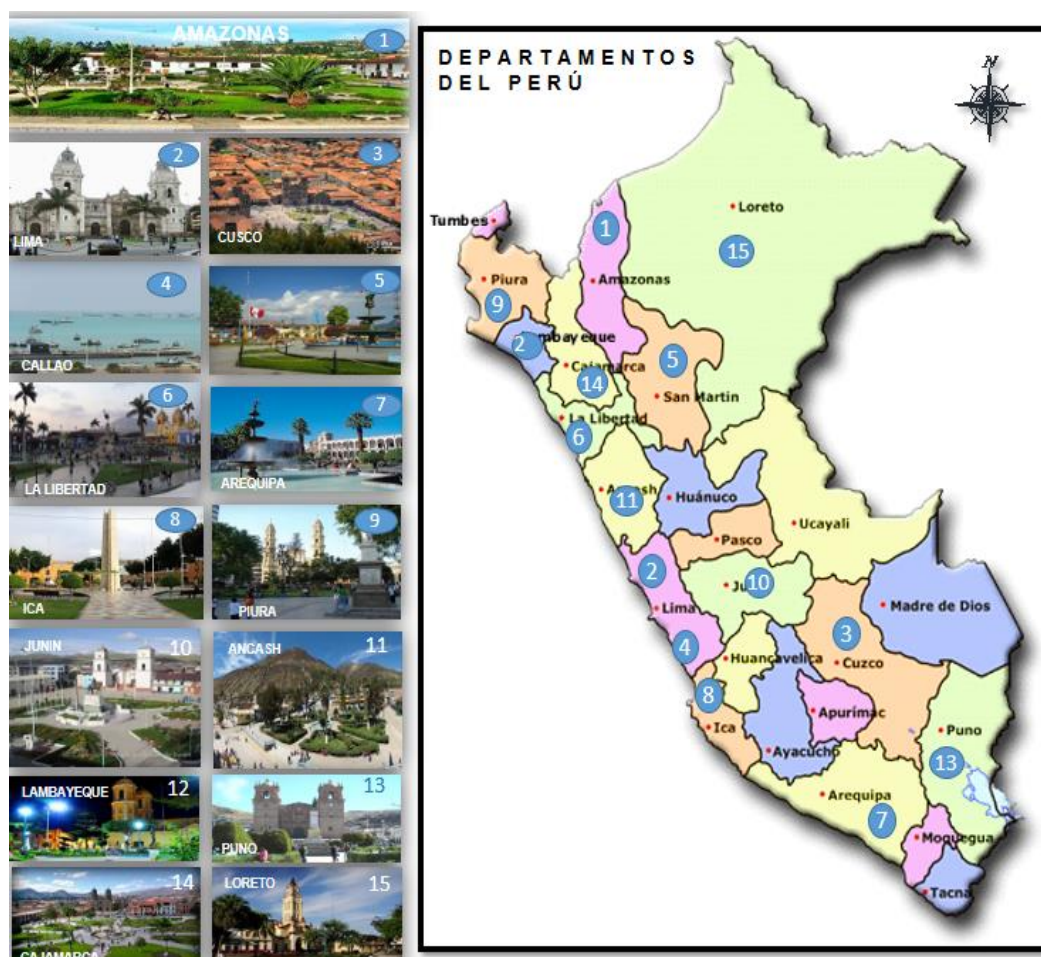 AMAZONAS
1
2
LIMA
3
CUSCO
4
CALLAO
5
6
LA LIBERTAD
7
AREQUIPA
8
ICA
9
PIURA
JUNIN 10
ANCASH 11
LAMBAYEQUE 12
13
PUNO
14
CAJAMARCA
LORETO 15
DEPARTAMENTOS
DEL PERÚ
N
Loreto
15
Tumbes
1
Piura
Amazonas
9
2
mbayeque
5
Cajamarca
14
San Martín
La Libertad
6
11
Huánuco
Ucayali
Pasco
2
10
Lima
Madre de Dios
3
4
Huancavelica
Cuzco
8
Apurímac
Ica
Puno
Ayacucho
13
Arequipa
7
Moquegua
Tacna